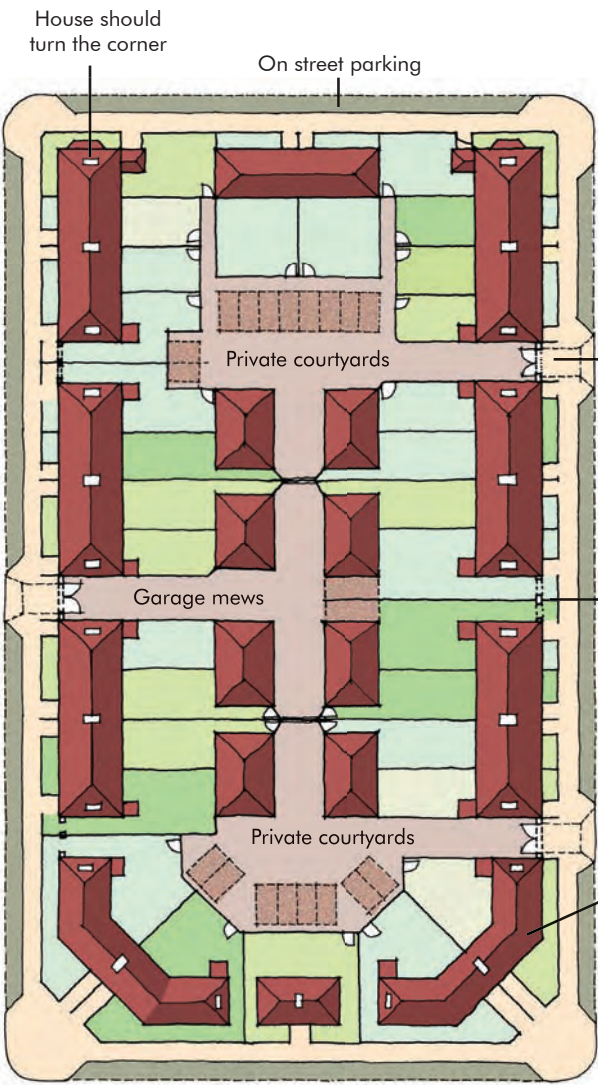 House should
turn the corner
On street parking
Private courtyards
Garage mews
Private courtyards